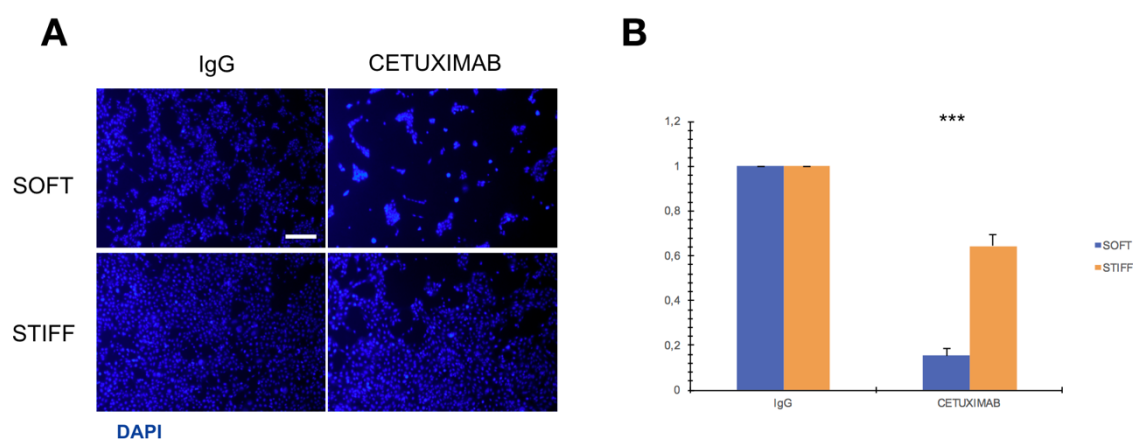 A
IgG
CETUXIMAB
SOFT
STIFF
DAPI
B
***
1,2
1
0,8
0,6
0,4
0,2
0
IgG
CETUXIMAB
SOFT
STIFF